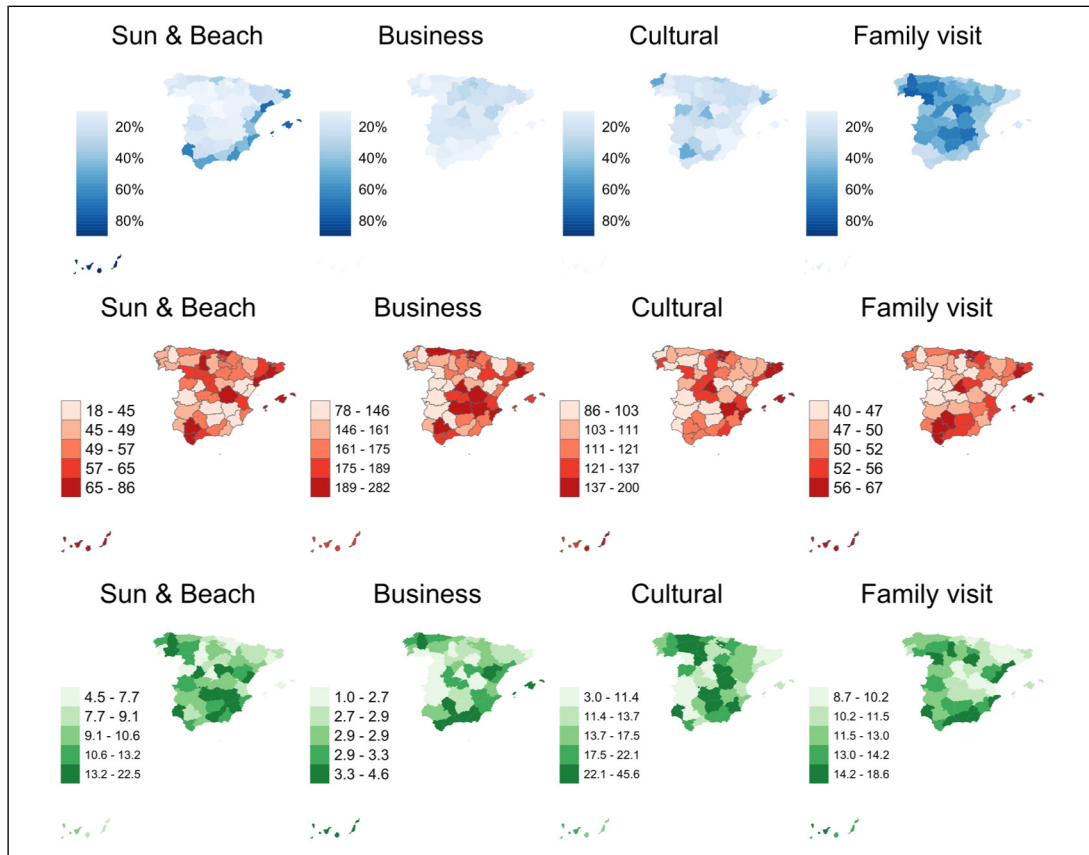 Sun & Beach
Business
Cultural
Family visit
20%
40%
60%
80%
20%
40%
60%
80%
20%
40%
60%
80%
20%
40%
60%
80%
Sun & Beach
Business
Cultural
Family visit
18 - 45
45 - 49
49 - 57
57 - 65
65 - 86
78 - 146
146 - 161
161 - 175
175 - 189
189 - 282
86 - 103
103 - 111
111 - 121
121 - 137
137 - 200
40 - 47
47 - 50
50 - 52
52 - 56
56 - 67
Sun & Beach
Business
Cultural
Family visit
4.5 - 7.7
7.7 - 9.1
9.1 - 10.6
10.6 - 13.2
13.2 - 22.5
1.0 - 2.7
2.7 - 2.9
2.9 - 2.9
2.9 - 3.3
3.3 - 4.6
3.0 - 11.4
11.4 - 13.7
13.7 - 17.5
17.5 - 22.1
22.1 - 45.6
8.7 - 10.2
10.2 - 11.5
11.5 - 13.0
13.0 - 14.2
14.2 - 18.6